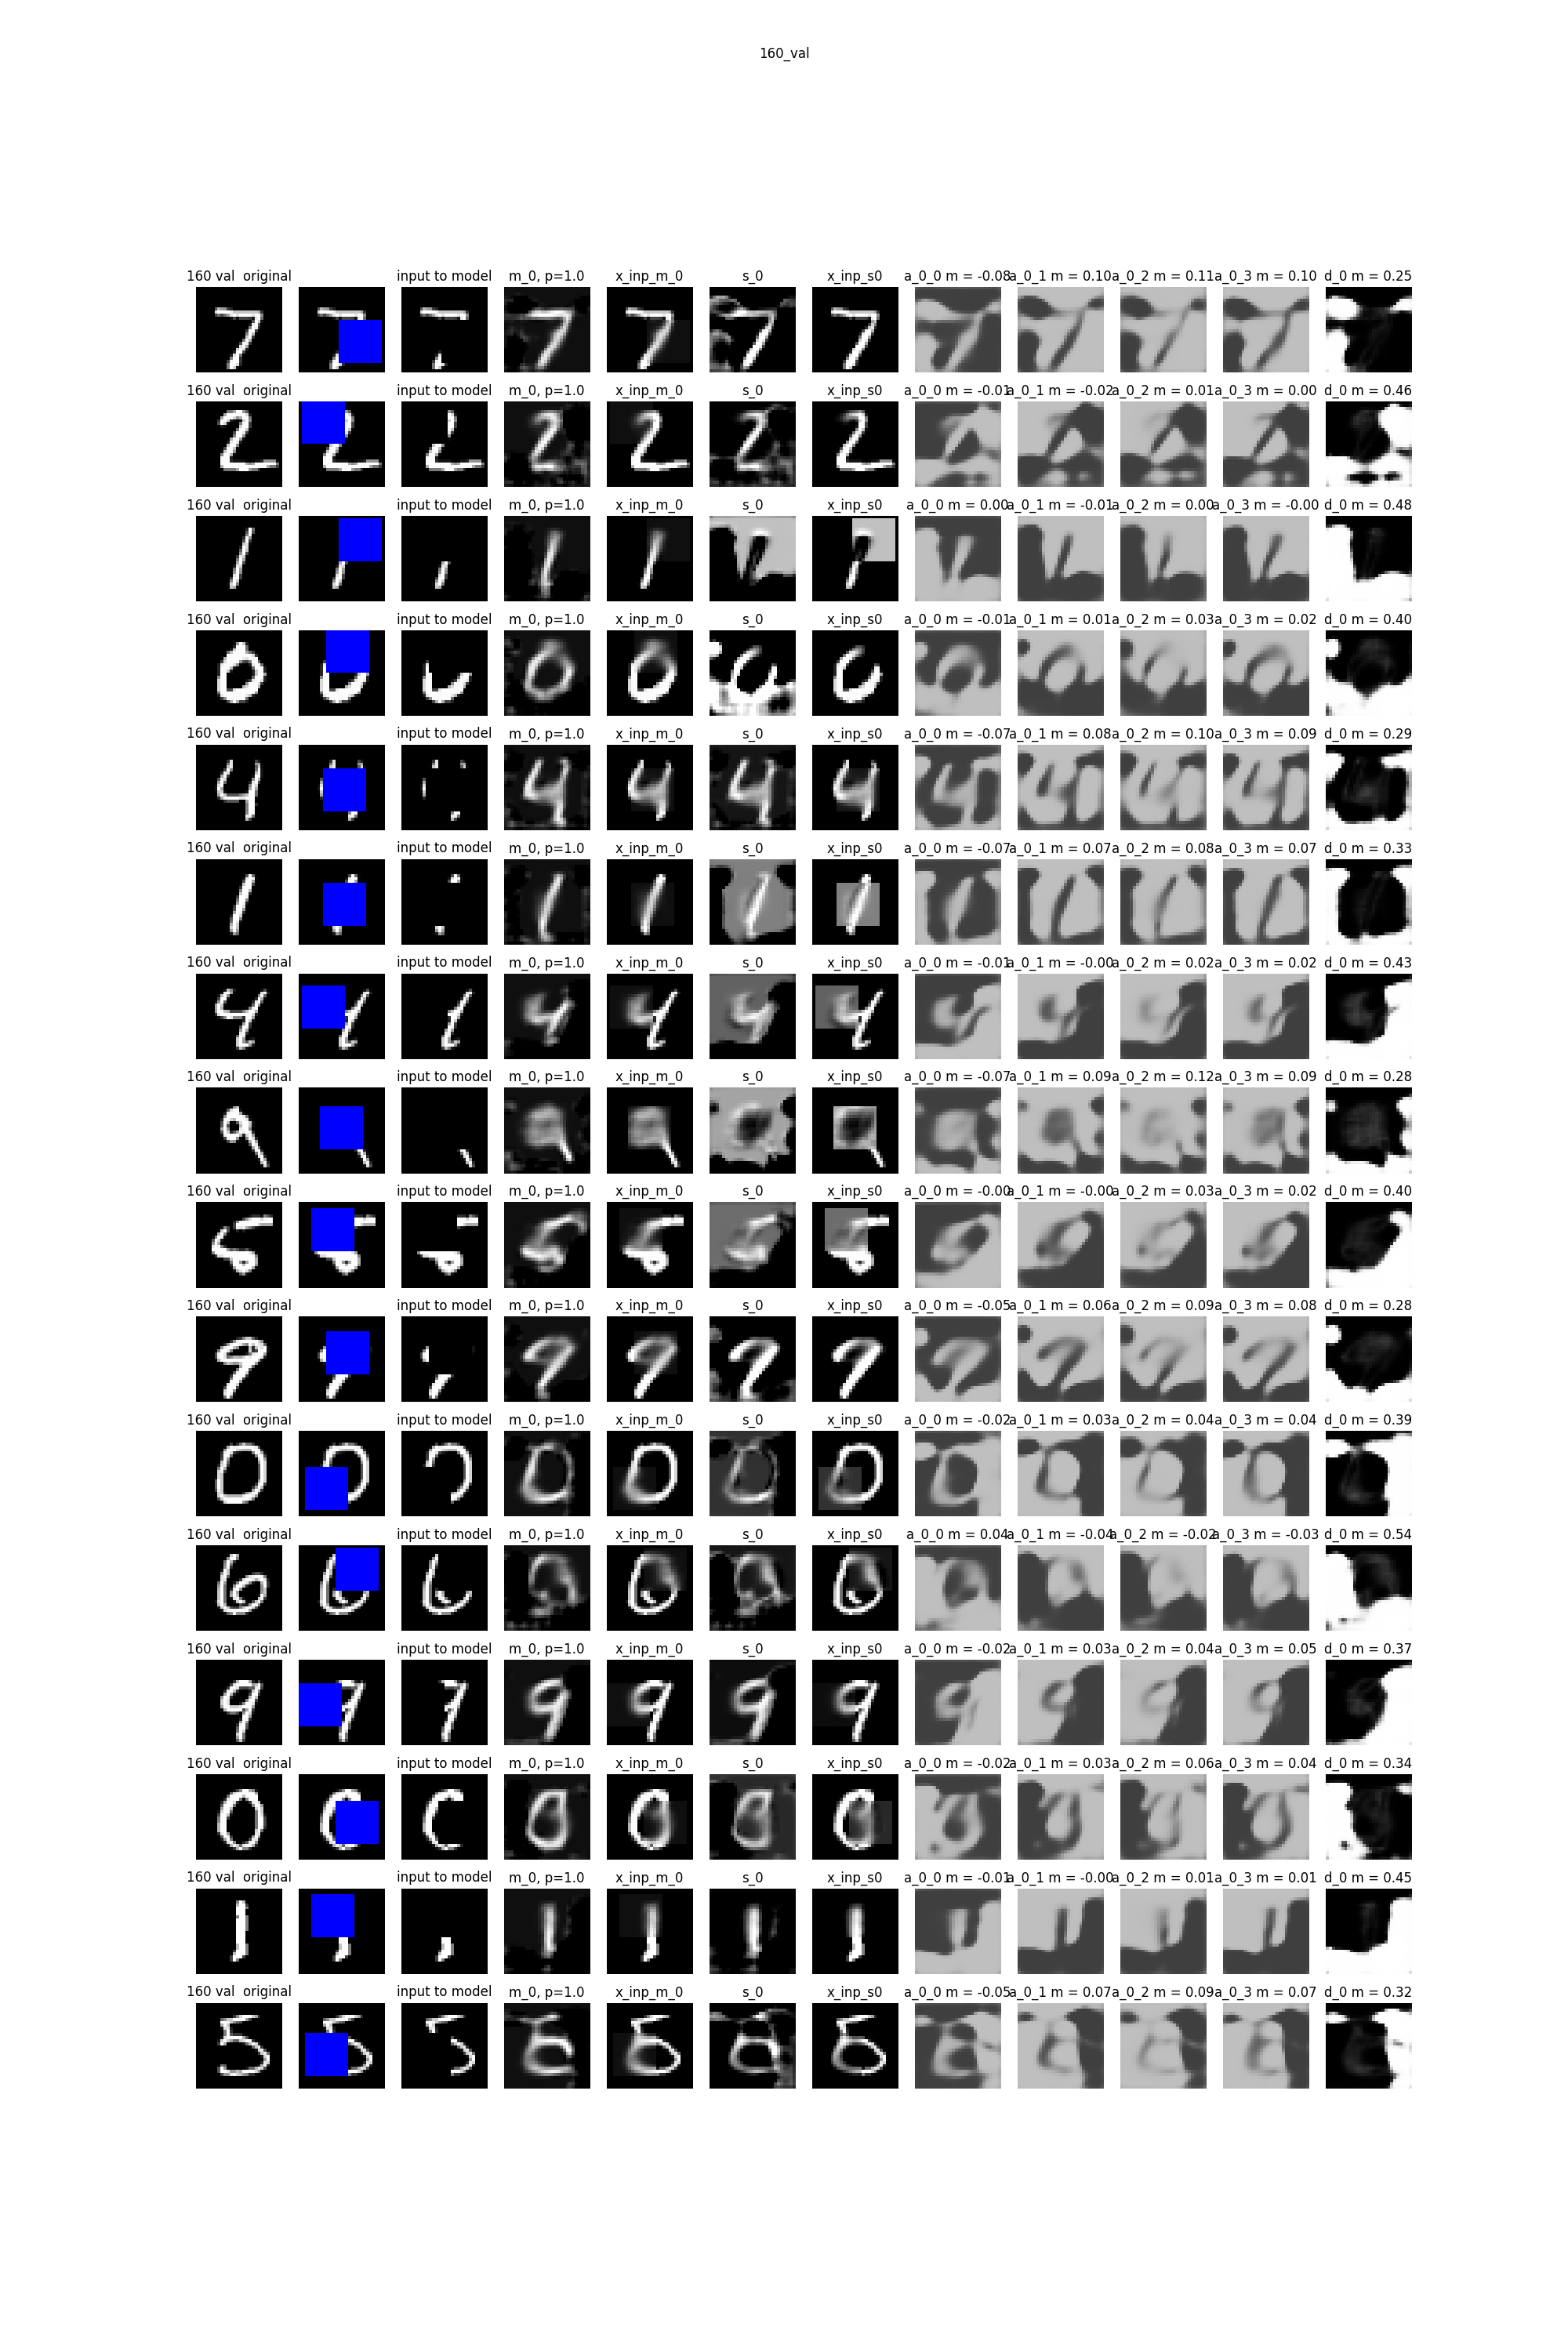 160_val
160 val original input to model m_0, p=1.0 x_inp_m_0 s_0 x_inp_s0 a_0_0 m = -0.08 a_0_1 m = 0.10 a_0_2 m = 0.11 a_0_3 m = 0.10 d_0 m = 0.25
160 val original input to model m_0, p=1.0 x_inp_m_0 s_0 x_inp_s0 a_0_0 m = -0.01 a_0_1 m = -0.02 a_0_2 m = 0.01 a_0_3 m = 0.00 d_0 m = 0.46
160 val original input to model m_0, p=1.0 x_inp_m_0 s_0 x_inp_s0 a_0_0 m = 0.00 a_0_1 m = -0.01 a_0_2 m = 0.00 a_0_3 m = -0.00 d_0 m = 0.48
160 val original input to model m_0, p=1.0 x_inp_m_0 s_0 x_inp_s0 a_0_0 m = -0.01 a_0_1 m = 0.01 a_0_2 m = 0.03 a_0_3 m = 0.02 d_0 m = 0.40
160 val original input to model m_0, p=1.0 x_inp_m_0 s_0 x_inp_s0 a_0_0 m = -0.07 a_0_1 m = 0.08 a_0_2 m = 0.10 a_0_3 m = 0.09 d_0 m = 0.29
160 val original input to model m_0, p=1.0 x_inp_m_0 s_0 x_inp_s0 a_0_0 m = -0.07 a_0_1 m = 0.07 a_0_2 m = 0.08 a_0_3 m = 0.07 d_0 m = 0.33
160 val original input to model m_0, p=1.0 x_inp_m_0 s_0 x_inp_s0 a_0_0 m = -0.01 a_0_1 m = -0.00 a_0_2 m = 0.02 a_0_3 m = 0.02 d_0 m = 0.43
160 val original input to model m_0, p=1.0 x_inp_m_0 s_0 x_inp_s0 a_0_0 m = -0.07 a_0_1 m = 0.09 a_0_2 m = 0.12 a_0_3 m = 0.09 d_0 m = 0.28
160 val original input to model m_0, p=1.0 x_inp_m_0 s_0 x_inp_s0 a_0_0 m = -0.00 a_0_1 m = -0.00 a_0_2 m = 0.03 a_0_3 m = 0.02 d_0 m = 0.40
160 val original input to model m_0, p=1.0 x_inp_m_0 s_0 x_inp_s0 a_0_0 m = -0.05 a_0_1 m = 0.06 a_0_2 m = 0.09 a_0_3 m = 0.08 d_0 m = 0.28
160 val original input to model m_0, p=1.0 x_inp_m_0 s_0 x_inp_s0 a_0_0 m = -0.02 a_0_1 m = 0.03 a_0_2 m = 0.04 a_0_3 m = 0.04 d_0 m = 0.39
160 val original input to model m_0, p=1.0 x_inp_m_0 s_0 x_inp_s0 a_0_0 m = 0.04 a_0_1 m = -0.04 a_0_2 m = -0.02 a_0_3 m = -0.03 d_0 m = 0.54
160 val original input to model m_0, p=1.0 x_inp_m_0 s_0 x_inp_s0 a_0_0 m = -0.02 a_0_1 m = 0.03 a_0_2 m = 0.04 a_0_3 m = 0.05 d_0 m = 0.37
160 val original input to model m_0, p=1.0 x_inp_m_0 s_0 x_inp_s0 a_0_0 m = -0.02 a_0_1 m = 0.03 a_0_2 m = 0.06 a_0_3 m = 0.04 d_0 m = 0.34
160 val original input to model m_0, p=1.0 x_inp_m_0 s_0 x_inp_s0 a_0_0 m = -0.01 a_0_1 m = -0.00 a_0_2 m = 0.01 a_0_3 m = 0.01 d_0 m = 0.45
160 val original input to model m_0, p=1.0 x_inp_m_0 s_0 x_inp_s0 a_0_0 m = -0.05 a_0_1 m = 0.07 a_0_2 m = 0.09 a_0_3 m = 0.07 d_0 m = 0.32